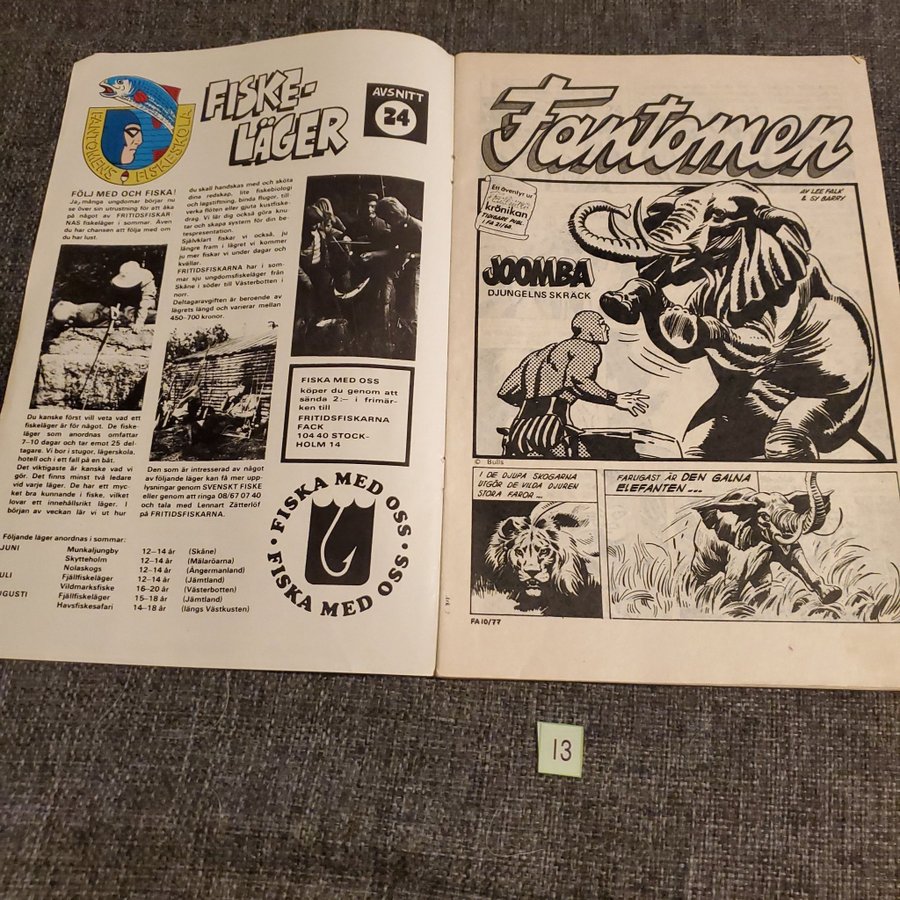 FANTOMENS FISKESKOLA
FISKE-
LÄGER
AVSNITT
24
FÖLJ MED OCH FISKA!
Ja, många ungdomar börjar nu
se över sin utrustning för att åka
på något av FRITIDSFISKAR-
NAS fiskeläger i sommar. Även
du har chansen att följa med om
du har lust.
Du kanske först vill veta vad ett
fiskeläger är för något. De fiske-
läger som anordnas omfattar
7–10 dagar och tar emot 25 del-
tagare. Vi bor i stugor, lägerskola,
hotell och i ett fall på en båt.
Det viktigaste är kanske vad vi
gör. Det finns minst två ledare
vid varje läger. De har ett myc-
ket bra kunnande i fiske, vilket
lovar ett innehållsrikt läger. I
början av veckan lär vi ut hur
du skall handskas med och sköta
dina redskap, lite fiskebiologi
och lagstiftning, binda flugor, till-
verka flöten eller gjuta kustfiske-
drag. Vi lär dig också göra knu-
tar och skapa system för din be-
tespresentation.
Självklart fiskar vi också, ju
längre fram i lägret vi kommer
ju mer fiskar vi under dagar och
kvällar.
FRITIDSFISKARNA har i som-
mar sju ungdomsfiskeläger från
Skåne i söder till Västerbotten i
norr.
Deltagaravgiften är beroende av
lägrets längd och varierar mellan
450–700 kronor.
Den som är intresserad av något
av följande läger kan få mer upp-
lysningar genom SVENSKT FISKE
eller genom att ringa 08/67 07 40
och tala med Lennart Zätterlöf
på FRITIDSFISKARNA.
FISKA MED OSS
köper du genom att
sända 2:– i frimär-
ken till
FRITIDSFISKARNA
FACK
104 40 STOCK-
HOLM 14
FISKA MED OSS • FISKA MED OSS •
Följande läger anordnas i sommar:
JUNI Munkaljungby 12–14 år (Skåne)
Skytteholm 12–14 år (Mälaröarna)
Nolaskogs 12–14 år (Ångermanland)
ULI Fjällfiskeläger 12–14 år (Jämtland)
Vildmarksfiske 16–20 år (Västerbotten)
UGUSTI Fjällfiskeläger 15–18 år (Jämtland)
Havsfiskesafari 14–18 år (längs Västkusten)
Fantomen
AV LEE FALK
& SY BARRY
Ett äventyr ur
Fantomen
krönikan
TIDIGARE PUBL.
I FA 21/68.
JOOMBA
DJUNGELNS SKRÄCK
© Bulls
I DE DJUPA SKOGARNA
UTGÖR DE VILDA DJUREN
STORA FAROR...
FARLIGAST ÄR DEN GALNA
ELEFANTEN...
FA 10/77
13